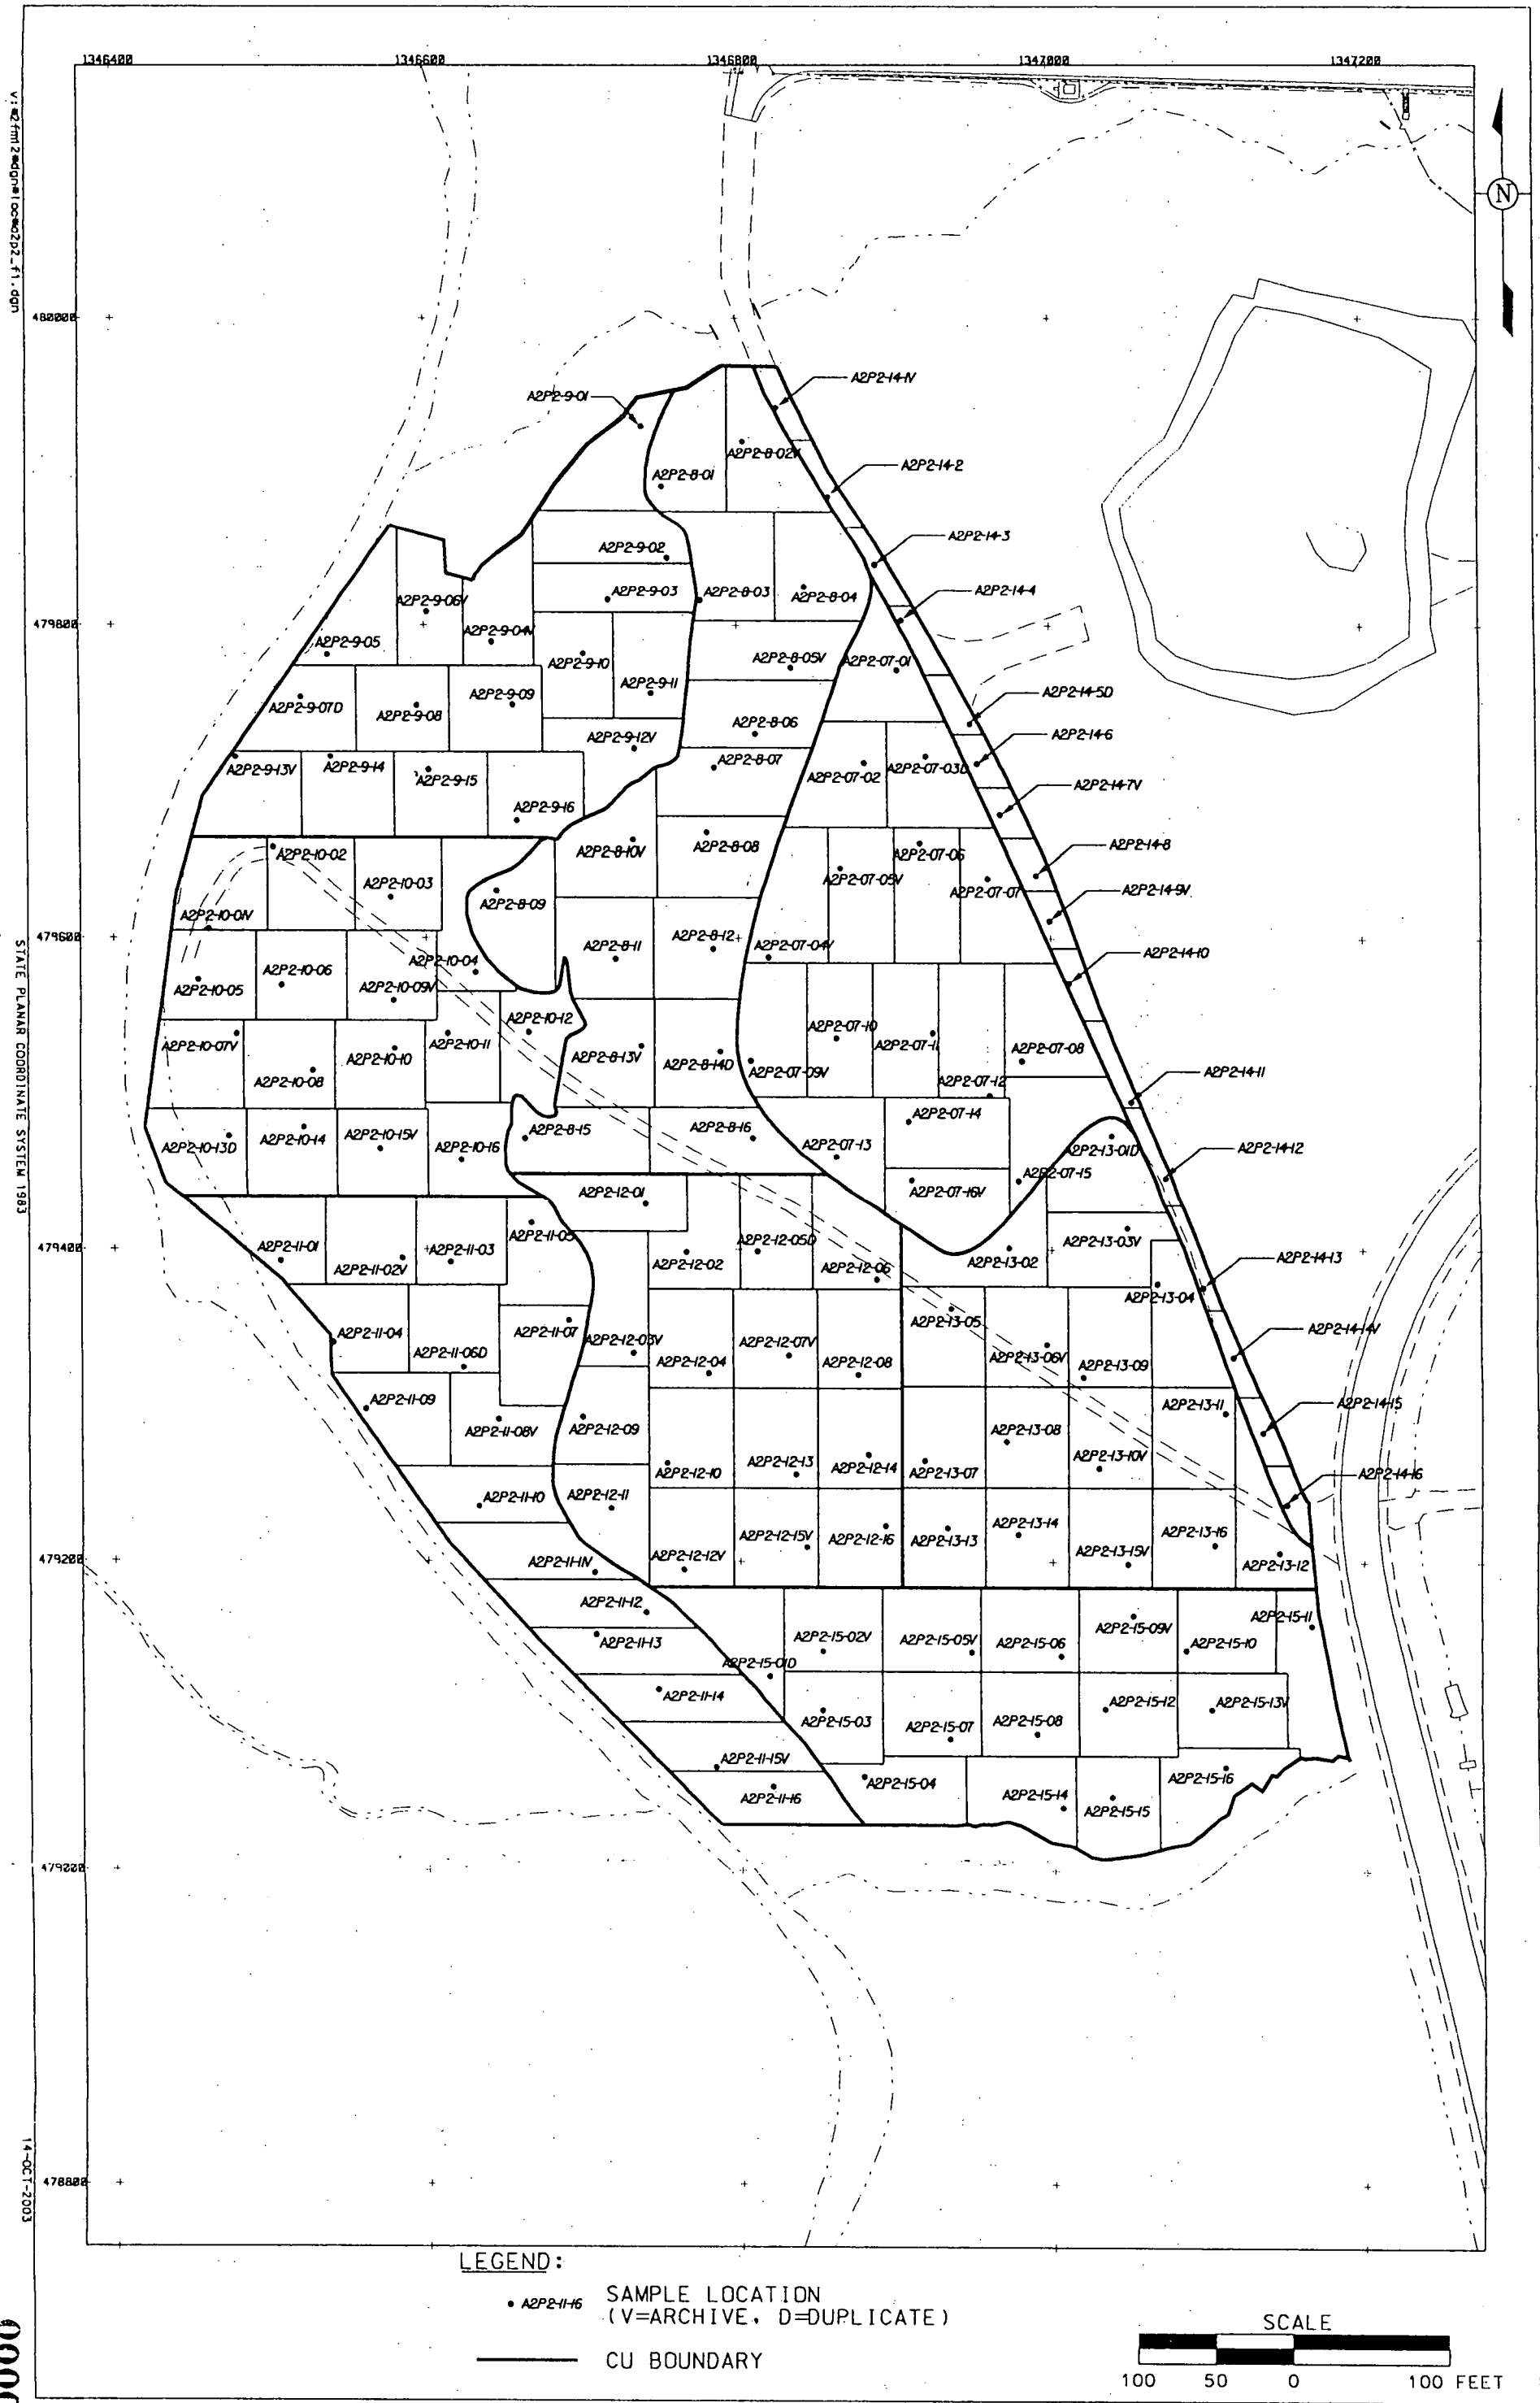 1346400 1346600 1346800 1347000 1347200
N
480000
A2P2-14-1V
A2P2-9-01
A2P2-8-02V
A2P2-14-2
A2P2-8-01
A2P2-14-3
A2P2-9-02
A2P2-9-03 A2P2-8-03 A2P2-8-04 A2P2-14-4
A2P2-9-06V
479800
A2P2-9-04V
A2P2-9-05
A2P2-9-10 A2P2-8-05V A2P2-07-01
A2P2-9-11 A2P2-14-5D
A2P2-9-07D A2P2-9-08 A2P2-9-09
A2P2-8-06
A2P2-9-12V A2P2-14-6
A2P2-9-13V A2P2-9-14 A2P2-9-15 A2P2-8-07 A2P2-07-02 A2P2-07-03D
A2P2-14-7V
A2P2-9-16
A2P2-8-10V A2P2-8-08 A2P2-14-8
A2P2-10-02 A2P2-07-06
A2P2-10-03 A2P2-07-05V A2P2-07-07 A2P2-14-9V
A2P2-8-09
A2P2-10-01V
479600
A2P2-8-11 A2P2-8-12 A2P2-07-04V
A2P2-14-10
A2P2-10-04
A2P2-10-05 A2P2-10-06 A2P2-10-09V
A2P2-10-12 A2P2-07-10
A2P2-10-07V A2P2-10-10 A2P2-10-11 A2P2-8-13V A2P2-8-14D A2P2-07-11 A2P2-07-08
A2P2-10-08 A2P2-07-09V A2P2-07-12 A2P2-14-11
A2P2-07-14
A2P2-10-13D A2P2-10-14 A2P2-10-15V A2P2-10-16 A2P2-8-15 A2P2-8-16 A2P2-07-13 A2P2-13-01D A2P2-14-12
A2P2-07-15
A2P2-12-01 A2P2-07-16V
A2P2-11-05
479400
A2P2-11-01 A2P2-11-02V A2P2-11-03 A2P2-12-02 A2P2-12-05D A2P2-12-06 A2P2-13-02 A2P2-13-03V A2P2-14-13
A2P2-13-04
A2P2-11-04 A2P2-11-06D A2P2-11-07 A2P2-12-03V A2P2-12-04 A2P2-12-07V A2P2-12-08 A2P2-13-05 A2P2-13-06V A2P2-13-09 A2P2-14-14V
A2P2-11-09 A2P2-11-08V A2P2-12-09 A2P2-13-08 A2P2-13-11 A2P2-14-15
A2P2-12-10 A2P2-12-13 A2P2-12-14 A2P2-13-07 A2P2-13-10V A2P2-14-16
A2P2-11-10 A2P2-12-11
A2P2-12-15V A2P2-12-16 A2P2-13-13 A2P2-13-14 A2P2-13-16
479200
A2P2-11-11V A2P2-12-12V A2P2-13-15V A2P2-13-12
A2P2-11-12 A2P2-15-11
A2P2-11-13 A2P2-15-02V A2P2-15-05V A2P2-15-06 A2P2-15-09V A2P2-15-10
A2P2-15-01D
A2P2-11-14 A2P2-15-03 A2P2-15-07 A2P2-15-08 A2P2-15-12 A2P2-15-13V
A2P2-11-15V A2P2-15-04 A2P2-15-16
A2P2-11-16 A2P2-15-14 A2P2-15-15
479000
478800
STATE PLANAR COORDINATE SYSTEM 1983
14-OCT-2003
LEGEND:
A2P2-11-16 SAMPLE LOCATION
(V=ARCHIVE, D=DUPLICATE)
CU BOUNDARY
SCALE
100 50 0 100 FEET
000